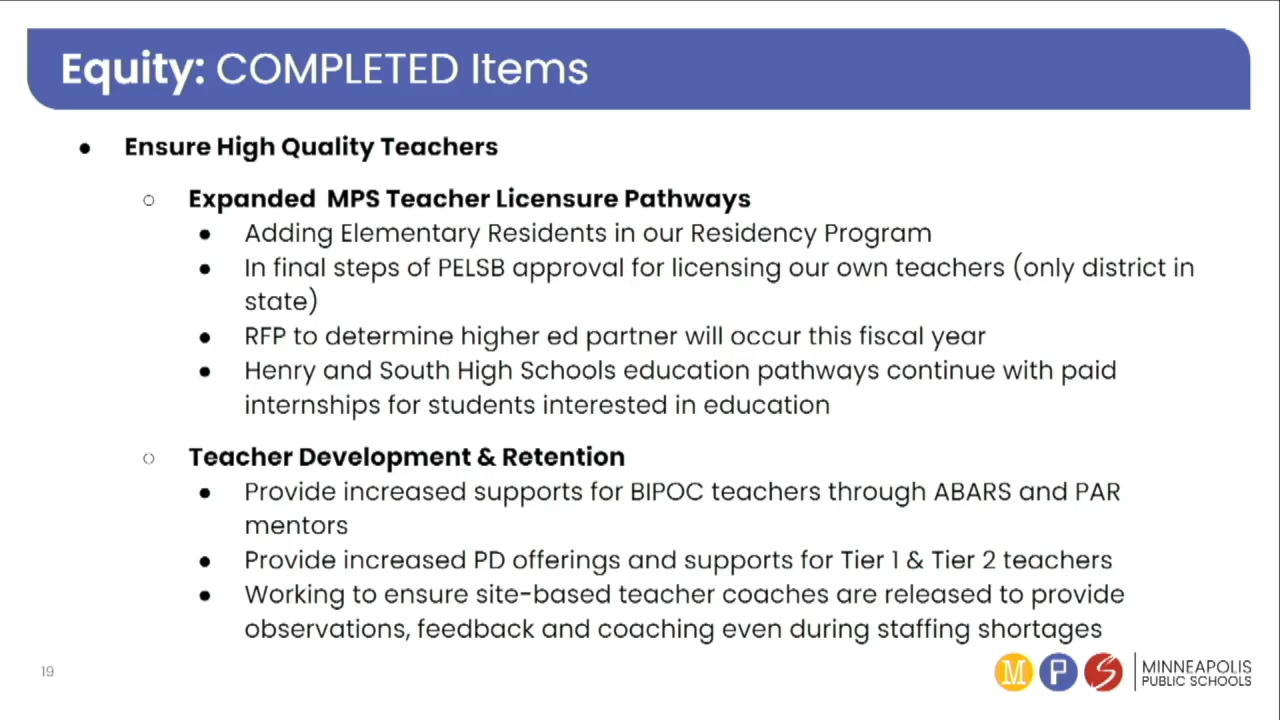 Equity: COMPLETED Items
● Ensure High Quality Teachers
○ Expanded MPS Teacher Licensure Pathways
● Adding Elementary Residents in our Residency Program
● In final steps of PELSB approval for licensing our own teachers (only district in
state)
● RFP to determine higher ed partner will occur this fiscal year
● Henry and South High Schools education pathways continue with paid
internships for students interested in education
○ Teacher Development & Retention
● Provide increased supports for BIPOC teachers through ABARS and PAR
mentors
● Provide increased PD offerings and supports for Tier 1 & Tier 2 teachers
● Working to ensure site-based teacher coaches are released to provide
observations, feedback and coaching even during staffing shortages
19
M P S MINNEAPOLIS
PUBLIC SCHOOLS